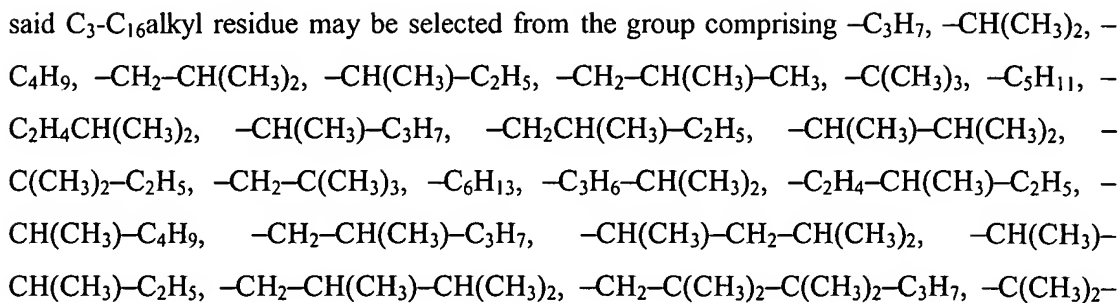 said C₃-C₁₆alkyl residue may be selected from the group comprising –C₃H₇, –CH(CH₃)₂, –
C₄H₉, –CH₂–CH(CH₃)₂, –CH(CH₃)–C₂H₅, –CH₂–CH(CH₃)–CH₃, –C(CH₃)₃, –C₅H₁₁, –
C₂H₄CH(CH₃)₂, –CH(CH₃)–C₃H₇, –CH₂CH(CH₃)–C₂H₅, –CH(CH₃)–CH(CH₃)₂, –
C(CH₃)₂–C₂H₅, –CH₂–C(CH₃)₃, –C₆H₁₃, –C₃H₆–CH(CH₃)₂, –C₂H₄–CH(CH₃)–C₂H₅, –
CH(CH₃)–C₄H₉, –CH₂–CH(CH₃)–C₃H₇, –CH(CH₃)–CH₂–CH(CH₃)₂, –CH(CH₃)–
CH(CH₃)–C₂H₅, –CH₂–CH(CH₃)–CH(CH₃)₂, –CH₂–C(CH₃)₂–C(CH₃)₂–C₃H₇, –C(CH₃)₂–